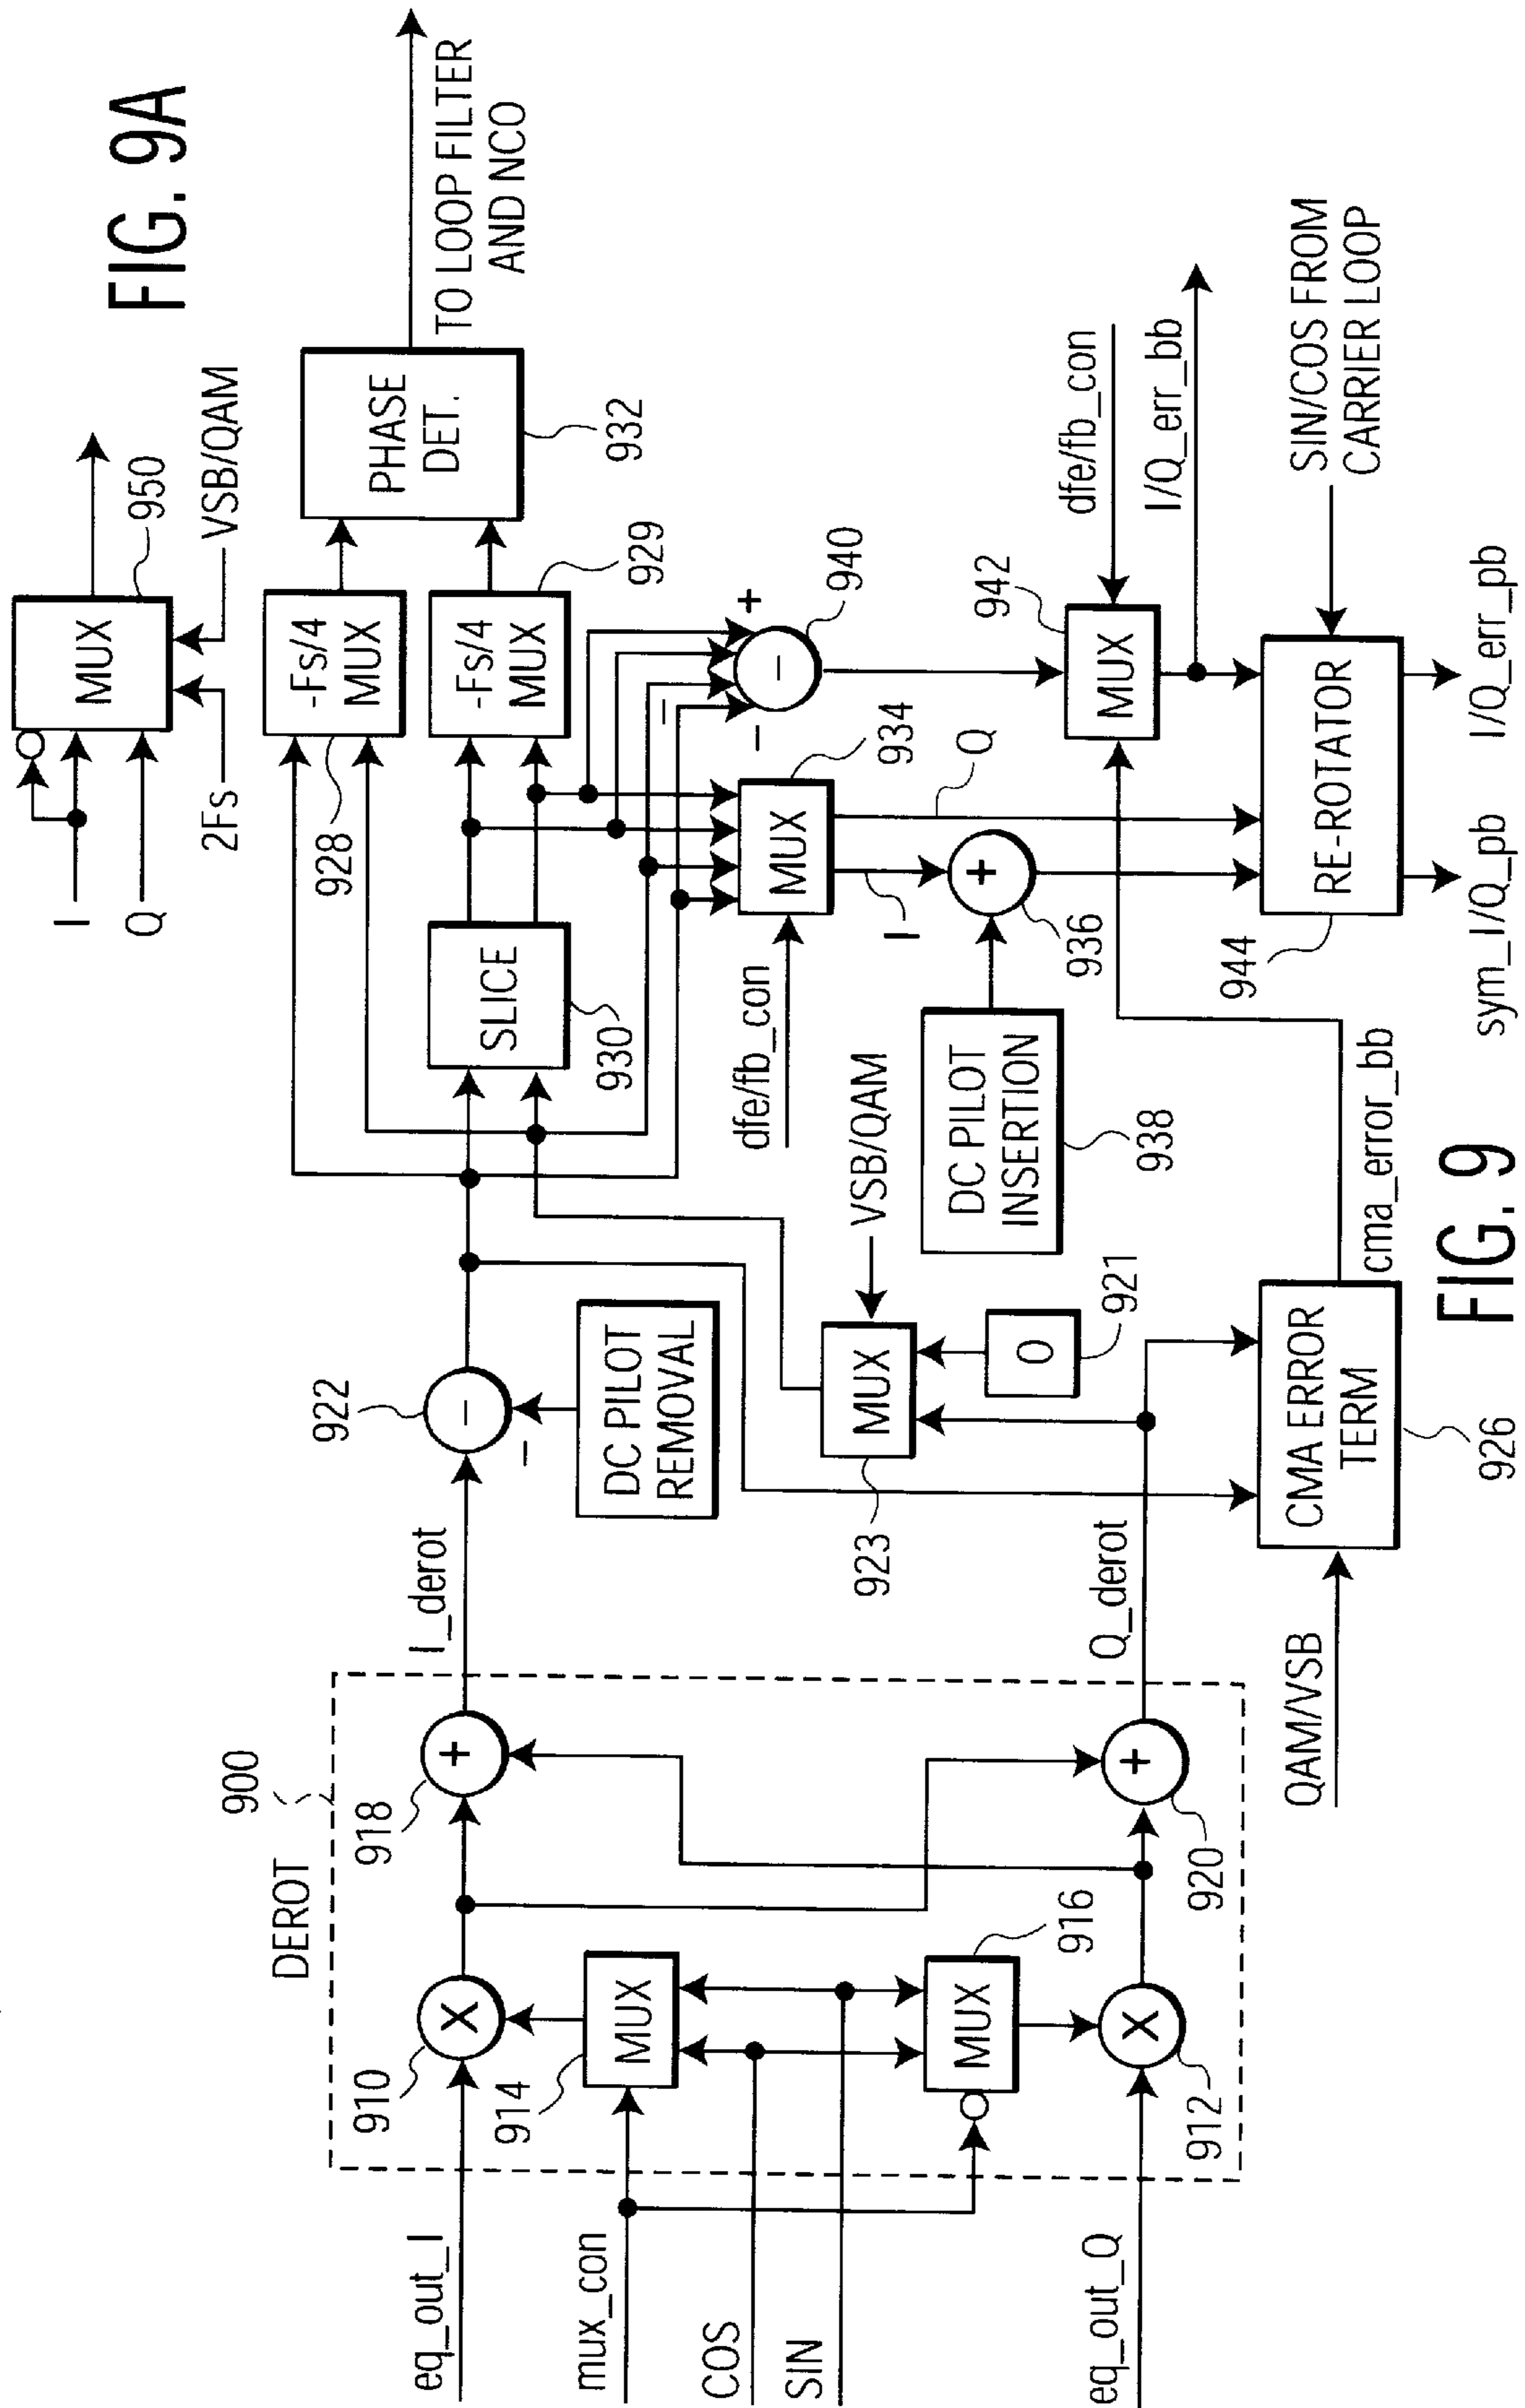 FIG. 9A
I
Q
2Fs
MUX
950
VSB/QAM
DEROT
900
eq_out_I
mux_con
COS
SIN
eq_out_Q
910
914
MUX
MUX
916
912
X
X
918
+
+
920
I_derot
Q_derot
922
–
–
DC PILOT
REMOVAL
MUX
923
VSB/QAM
0
921
QAM/VSB
CMA ERROR
TERM
926
cma_error_bb
928
-Fs/4
MUX
SLICE
930
-Fs/4
MUX
929
PHASE
DET.
932
TO LOOP FILTER
AND NCO
–
–
–
+
940
dfe/fb_con
MUX
934
I
Q
+
936
DC PILOT
INSERTION
938
942
MUX
dfe/fb_con
I/Q_err_bb
RE-ROTATOR
944
SIN/COS FROM
CARRIER LOOP
sym_I/Q_pb
I/Q_err_pb
FIG. 9